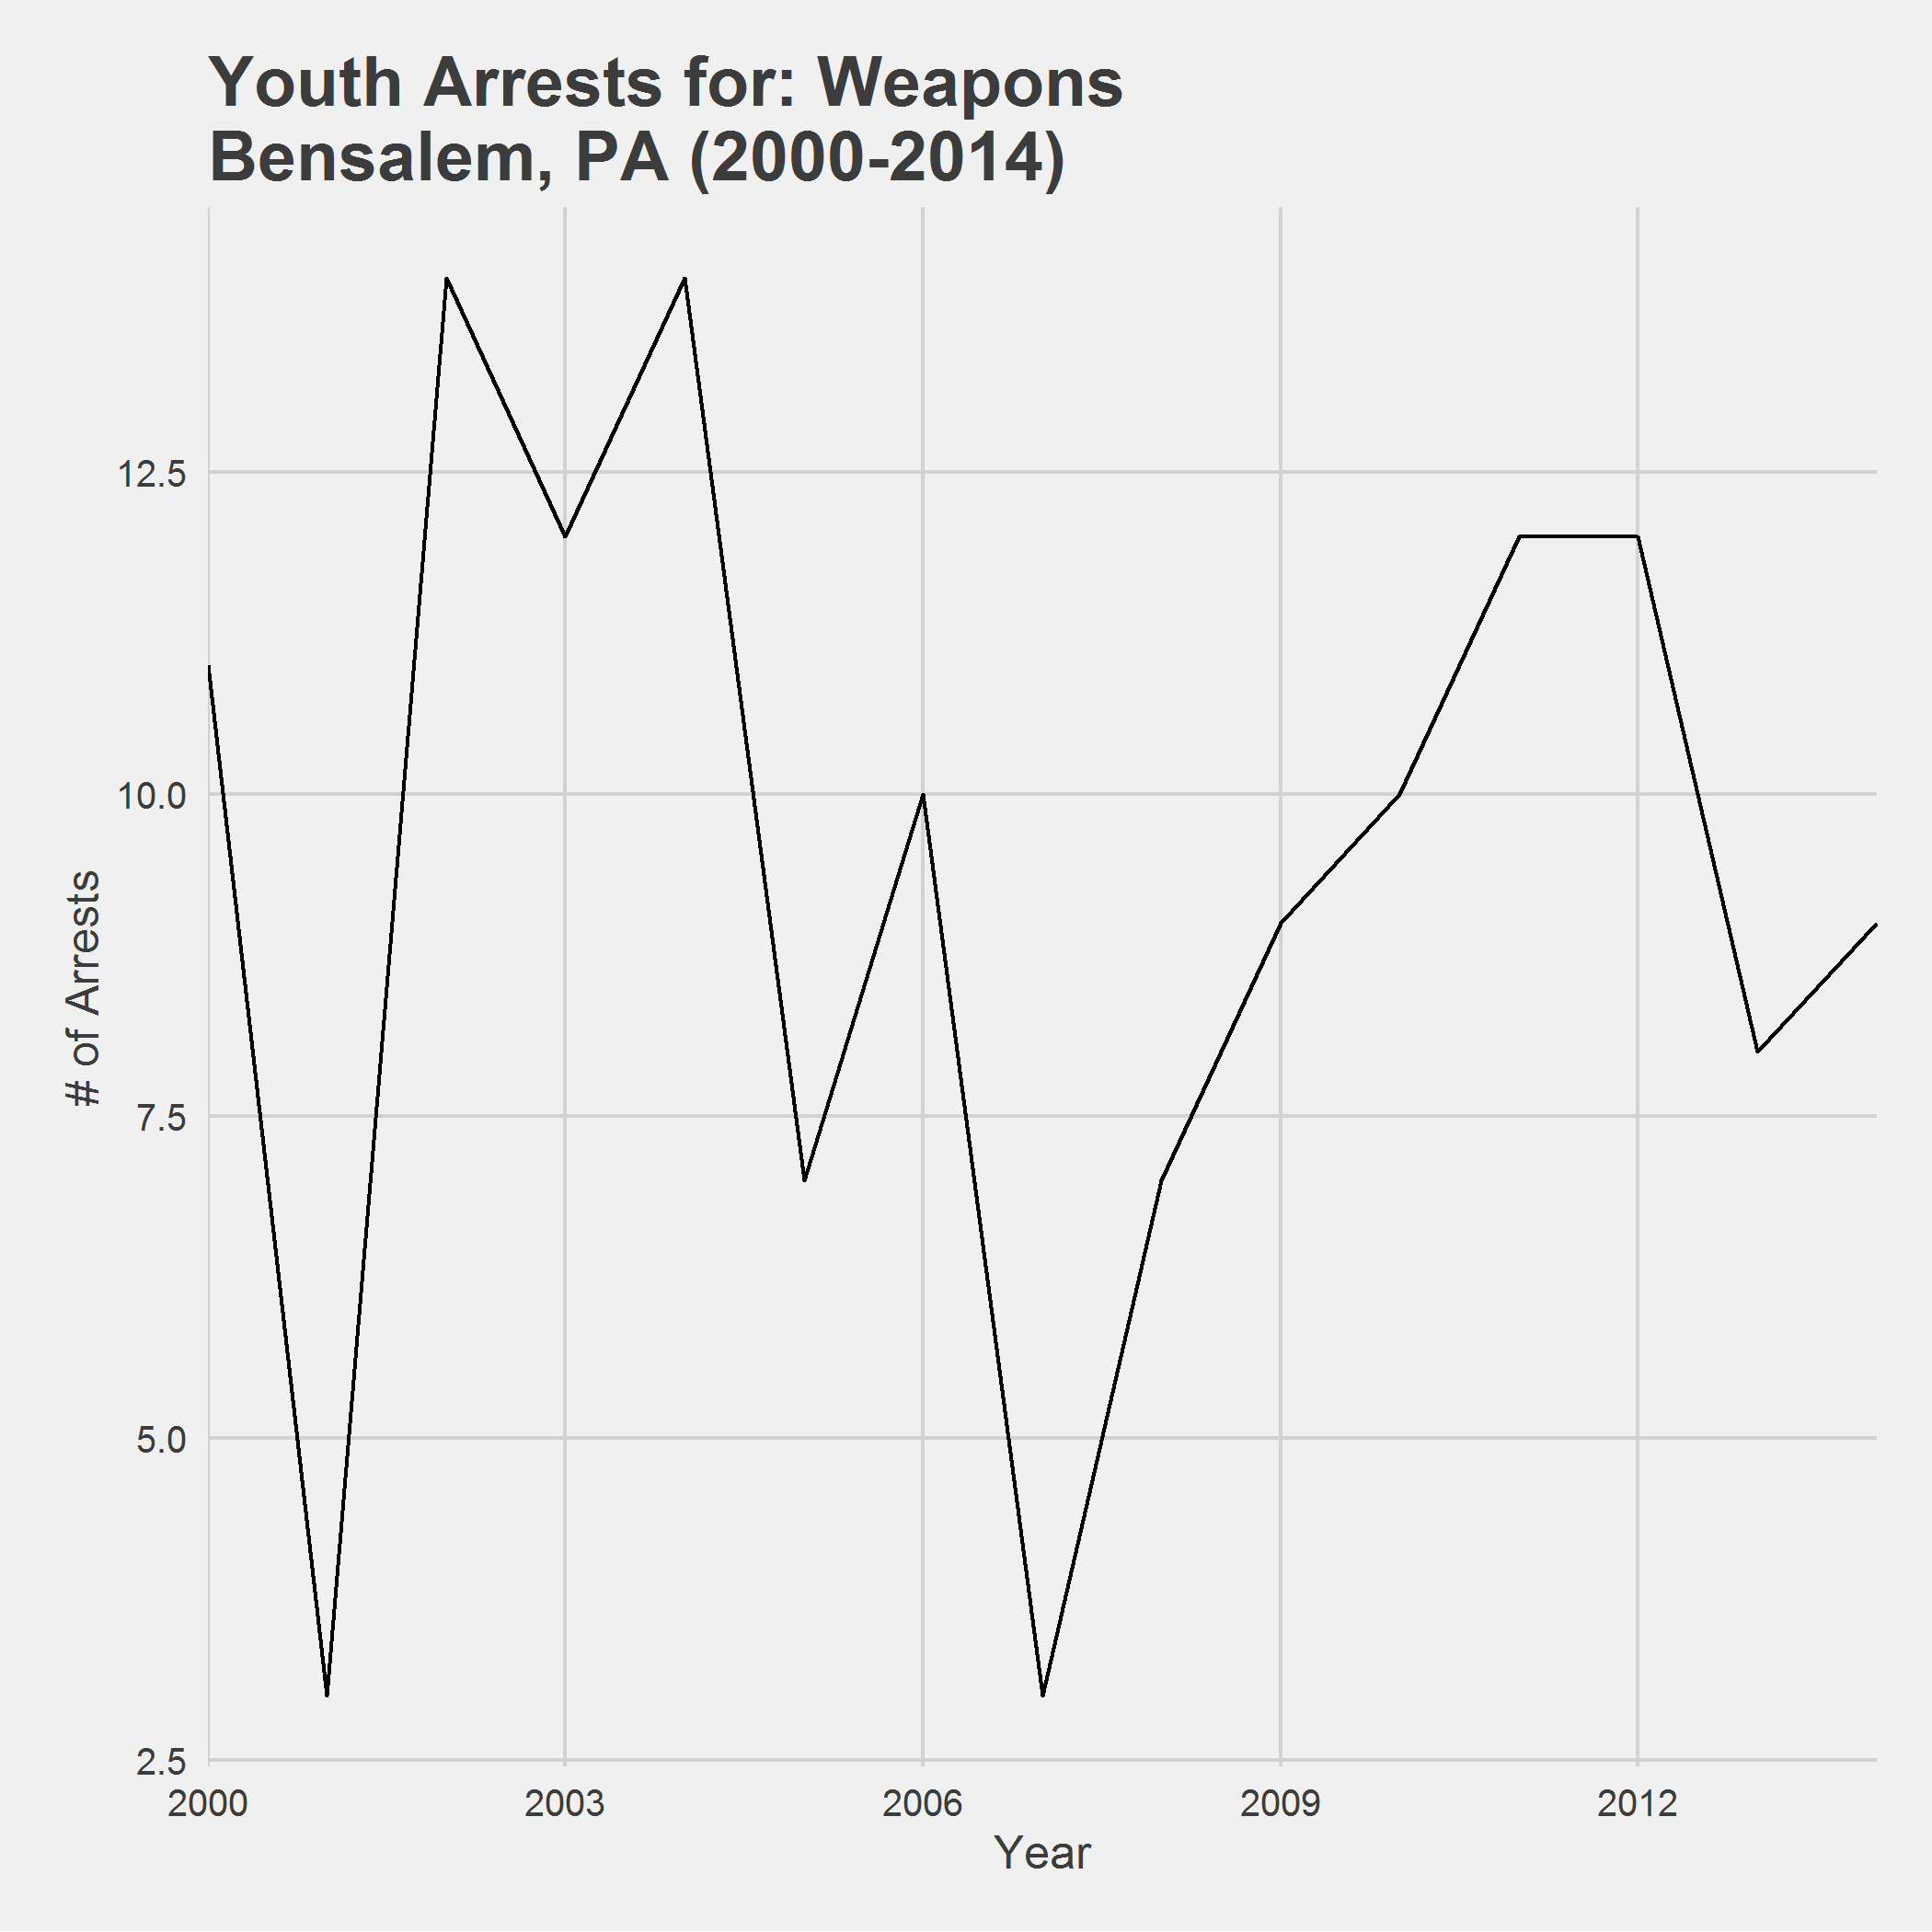 Youth Arrests for: Weapons
Bensalem, PA (2000-2014)
12.5
10.0
7.5
5.0
2.5
# of Arrests
2000 2003 2006 2009 2012
Year